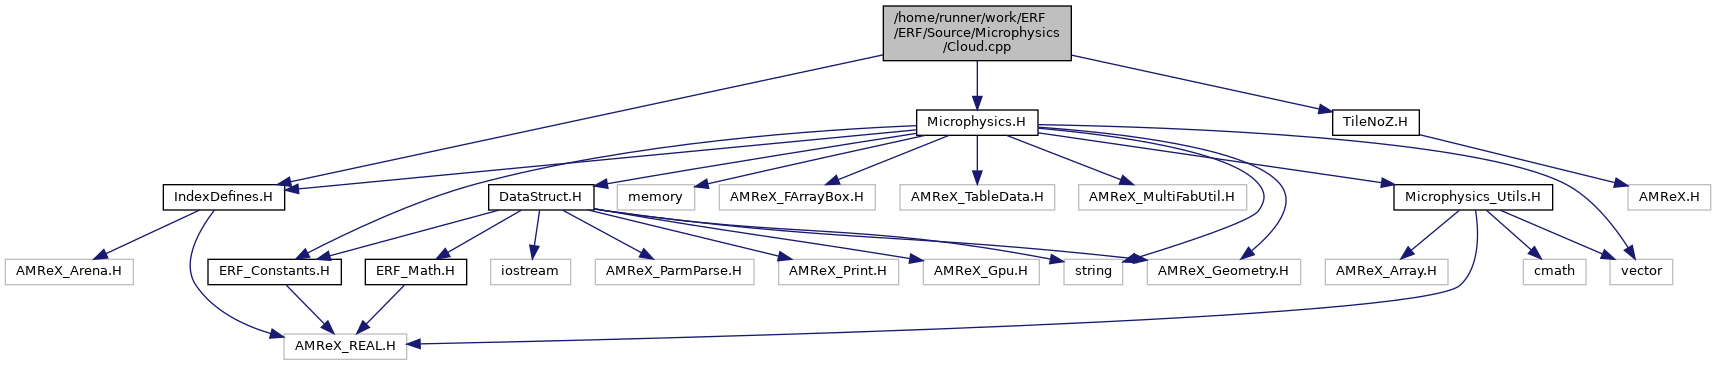 /home/runner/work/ERF
/ERF/Source/Microphysics
/Cloud.cpp
Microphysics.H
TileNoZ.H
IndexDefines.H
DataStruct.H
memory
AMReX_FArrayBox.H
AMReX_TableData.H
AMReX_MultiFabUtil.H
Microphysics_Utils.H
AMReX.H
AMReX_Arena.H
ERF_Constants.H
ERF_Math.H
iostream
AMReX_ParmParse.H
AMReX_Print.H
AMReX_Gpu.H
string
AMReX_Geometry.H
AMReX_Array.H
cmath
vector
AMReX_REAL.H